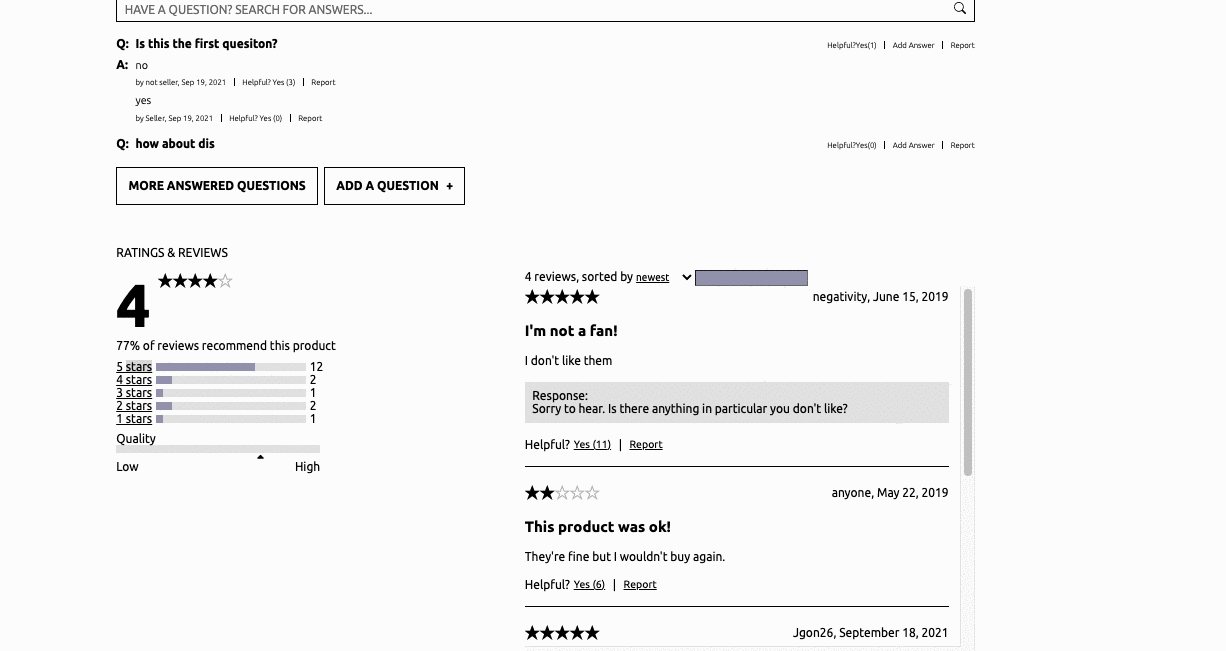 HAVE A QUESTION? SEARCH FOR ANSWERS...
Q: Is this the first quesiton?
Helpful?Yes(1) | Add Answer | Report
A: no
by not seller, Sep 19, 2021 | Helpful? Yes (3) | Report
yes
by Seller, Sep 19, 2021 | Helpful? Yes (0) | Report
Q: how about dis
Helpful?Yes(0) | Add Answer | Report
MORE ANSWERED QUESTIONS
ADD A QUESTION +
RATINGS & REVIEWS
4
77% of reviews recommend this product
5 stars 12
4 stars 2
3 stars 1
2 stars 2
1 stars 1
Quality
Low High
4 reviews, sorted by newest
negativity, June 15, 2019
I'm not a fan!
I don't like them
Response:
Sorry to hear. Is there anything in particular you don't like?
Helpful? Yes (11) | Report
anyone, May 22, 2019
This product was ok!
They're fine but I wouldn't buy again.
Helpful? Yes (6) | Report
Jgon26, September 18, 2021